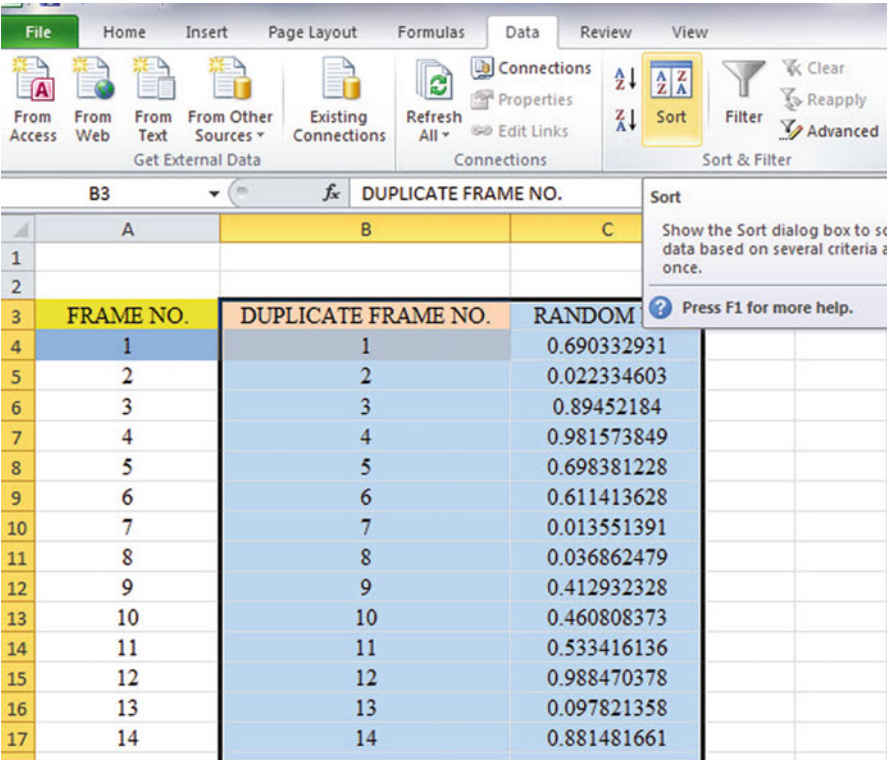 File Home Insert Page Layout Formulas Data Review View
From Access
From Web
From Text
From Other Sources
Existing Connections
Get External Data
Refresh All
Connections
Properties
Edit Links
Connections
A Z
Z A
A Z Z A
Sort
Filter
Clear
Reapply
Advanced
Sort & Filter
B3 fx DUPLICATE FRAME NO.
Sort
Show the Sort dialog box to
data based on several criteria
once.
Press F1 for more help.
A B C
1
2
3 FRAME NO. DUPLICATE FRAME NO. RANDOM
4 1 1 0.690332931
5 2 2 0.022334603
6 3 3 0.89452184
7 4 4 0.981573849
8 5 5 0.698381228
9 6 6 0.611413628
10 7 7 0.013551391
11 8 8 0.036862479
12 9 9 0.412932328
13 10 10 0.460808373
14 11 11 0.533416136
15 12 12 0.988470378
16 13 13 0.097821358
17 14 14 0.881481661